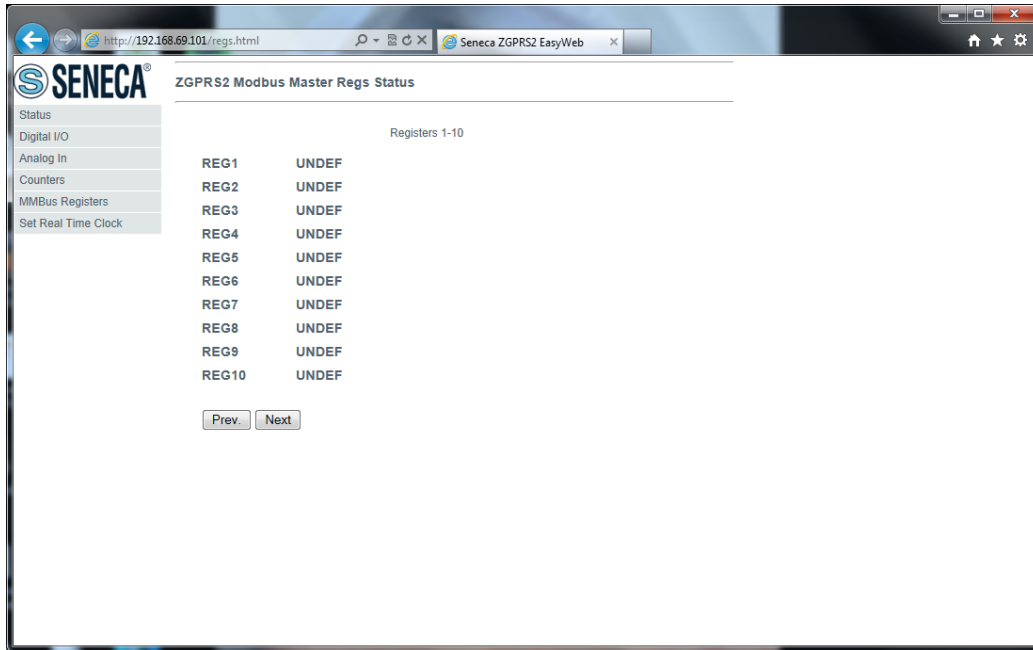 http://192.168.69.101/regs.html
Seneca ZGPRS2 EasyWeb
SENECA®
ZGPRS2 Modbus Master Regs Status
Status
Digital I/O
Analog In
Counters
MMBus Registers
Set Real Time Clock
Registers 1-10
REG1 UNDEF
REG2 UNDEF
REG3 UNDEF
REG4 UNDEF
REG5 UNDEF
REG6 UNDEF
REG7 UNDEF
REG8 UNDEF
REG9 UNDEF
REG10 UNDEF
Prev. Next